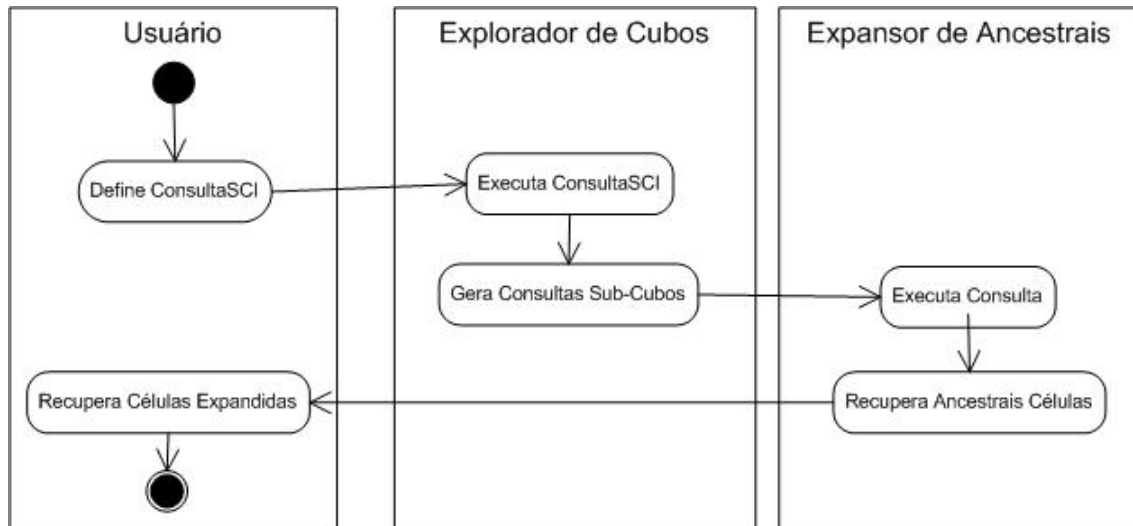 Usuário
Explorador de Cubos
Expansor de Ancestrais
Define ConsultaSCI
Executa ConsultaSCI
Gera Consultas Sub-Cubos
Executa Consulta
Recupera Células Expandidas
Recupera Ancestrais Células